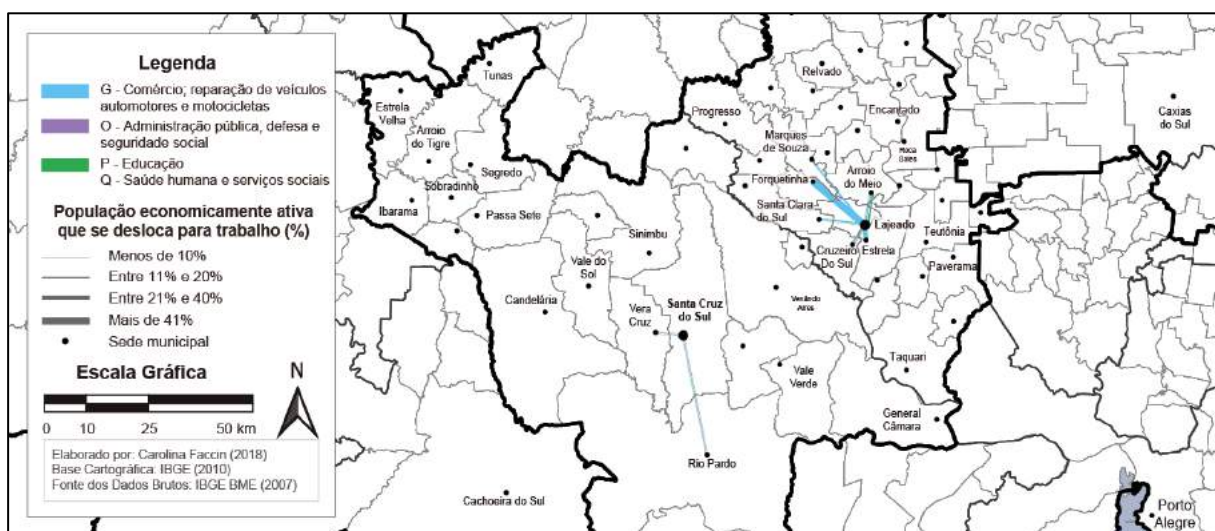 Legenda
G - Comércio; reparação de veículos
automotores e motocicletas
O - Administração pública, defesa e
seguridade social
P - Educação
Q - Saúde humana e serviços sociais
População economicamente ativa
que se desloca para trabalho (%)
Menos de 10%
Entre 11% e 20%
Entre 21% e 40%
Mais de 41%
Sede municipal
Escala Gráfica
N
0 10 25 50 km
Elaborado por: Carolina Faccin (2018)
Base Cartográfica: IBGE (2010)
Fonte dos Dados Brutos: IBGE BME (2007)
Tunas
Estrela
Velha
Arroio
do Tigre
Segredo
Sobradinho
Ibarama
Passa Sete
Sinimbu
Vale do
Sol
Candelária
Vera
Cruz
Santa Cruz
do Sul
Rio Pardo
Cachoeira do Sul
Relvado
Progresso
Encantado
Marques
de Souza
Forquetinha
Arroio
do Meio
Santa Clara
do Sul
Lajeado
Cruzeiro
Do Sul
Estrela
Teutônia
Paverama
Taquari
Vale
Verde
General
Câmara
Caxias
do Sul
Porto
Alegre